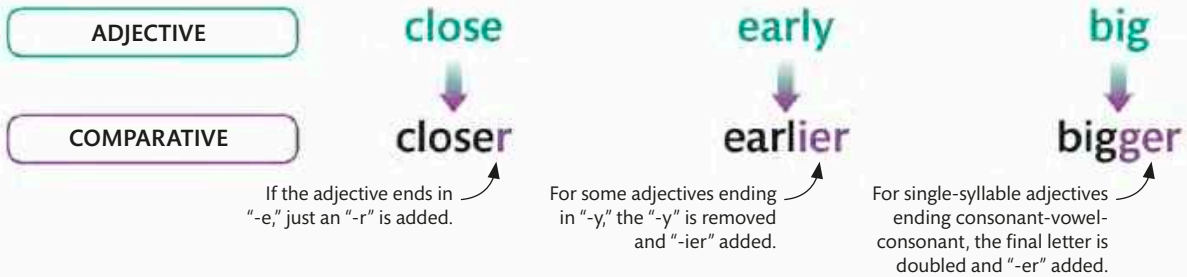 ADJECTIVE close early big
COMPARATIVE closer earlier bigger
If the adjective ends in
“-e,” just an “-r” is added.
For some adjectives ending
in “-y,” the “-y” is removed
and “-ier” added.
For single-syllable adjectives
ending consonant-vowel-
consonant, the final letter is
doubled and “-er” added.